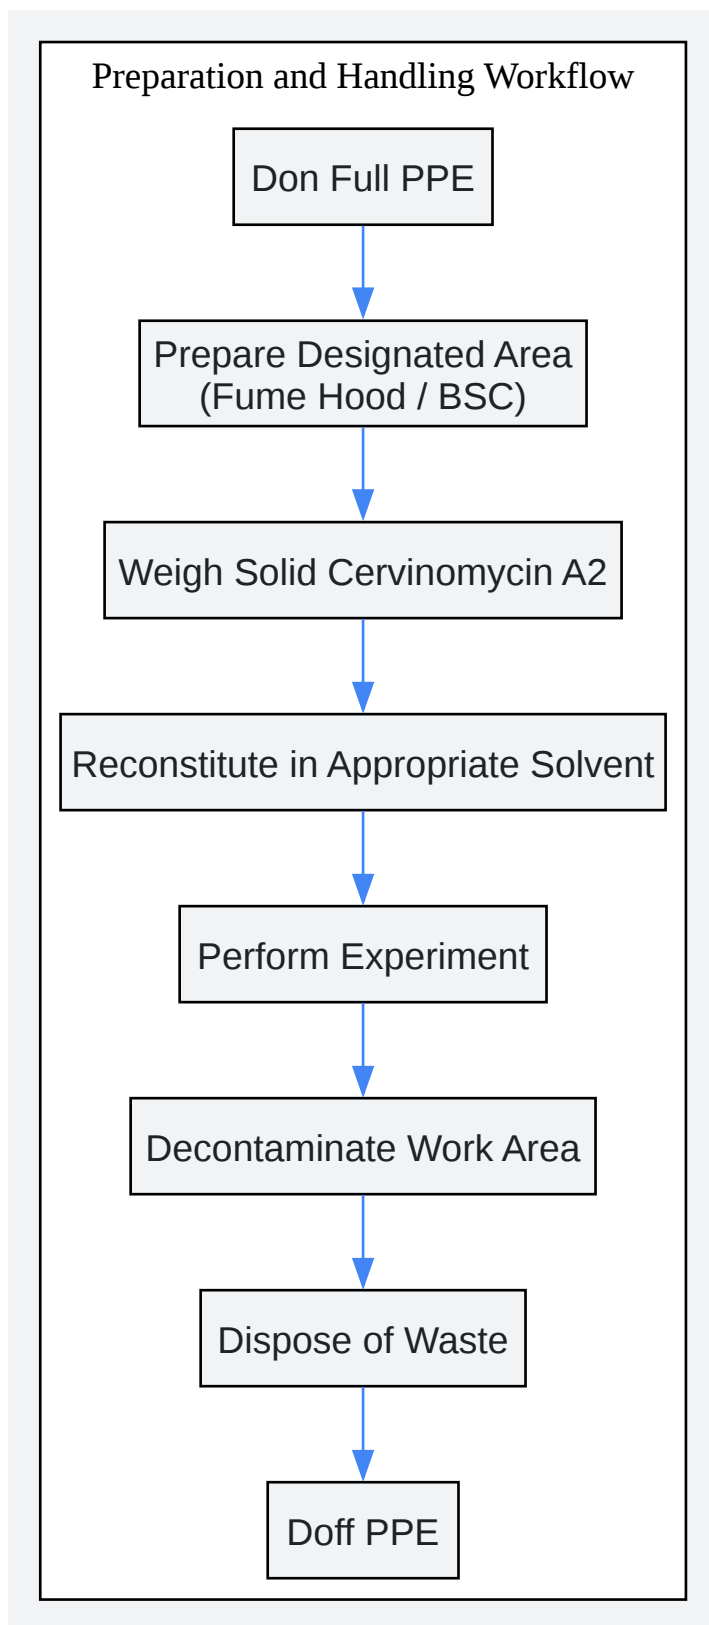 Preparation and Handling Workflow
Don Full PPE
Prepare Designated Area
(Fume Hood / BSC)
Weigh Solid Cervinomycin A2
Reconstitute in Appropriate Solvent
Perform Experiment
Decontaminate Work Area
Dispose of Waste
Doff PPE